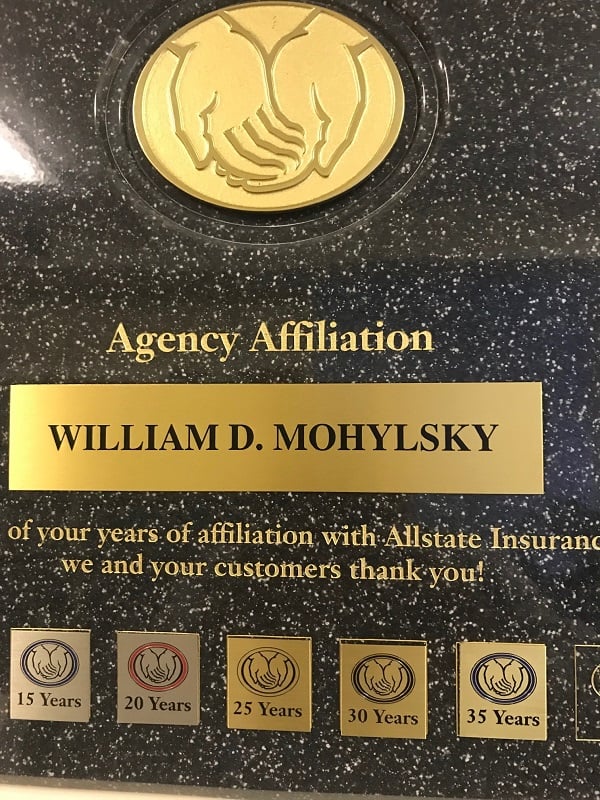 Agency Affiliation
WILLIAM D. MOHYLSKY
of your years of affiliation with Allstate Insuranc
we and your customers thank you!
15 Years 20 Years 25 Years 30 Years 35 Years